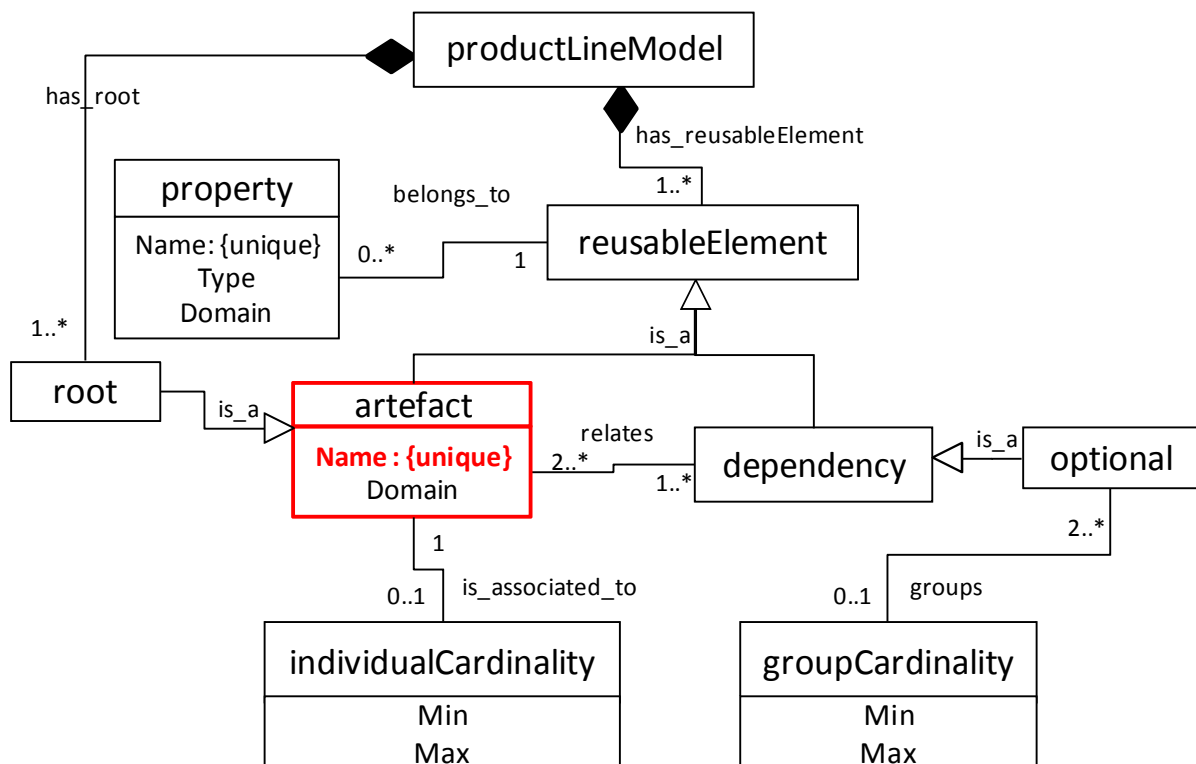 productLineModel
has_root
has_reusableElement
1..*
property
Name: {unique}
Type
Domain
belongs_to
0..*
1
reusableElement
is_a
1..*
root
is_a
artefact
Name : {unique}
Domain
relates
2..*
1..*
dependency
is_a
optional
1
0..1
is_associated_to
2..*
0..1
groups
individualCardinality
Min
Max
groupCardinality
Min
Max